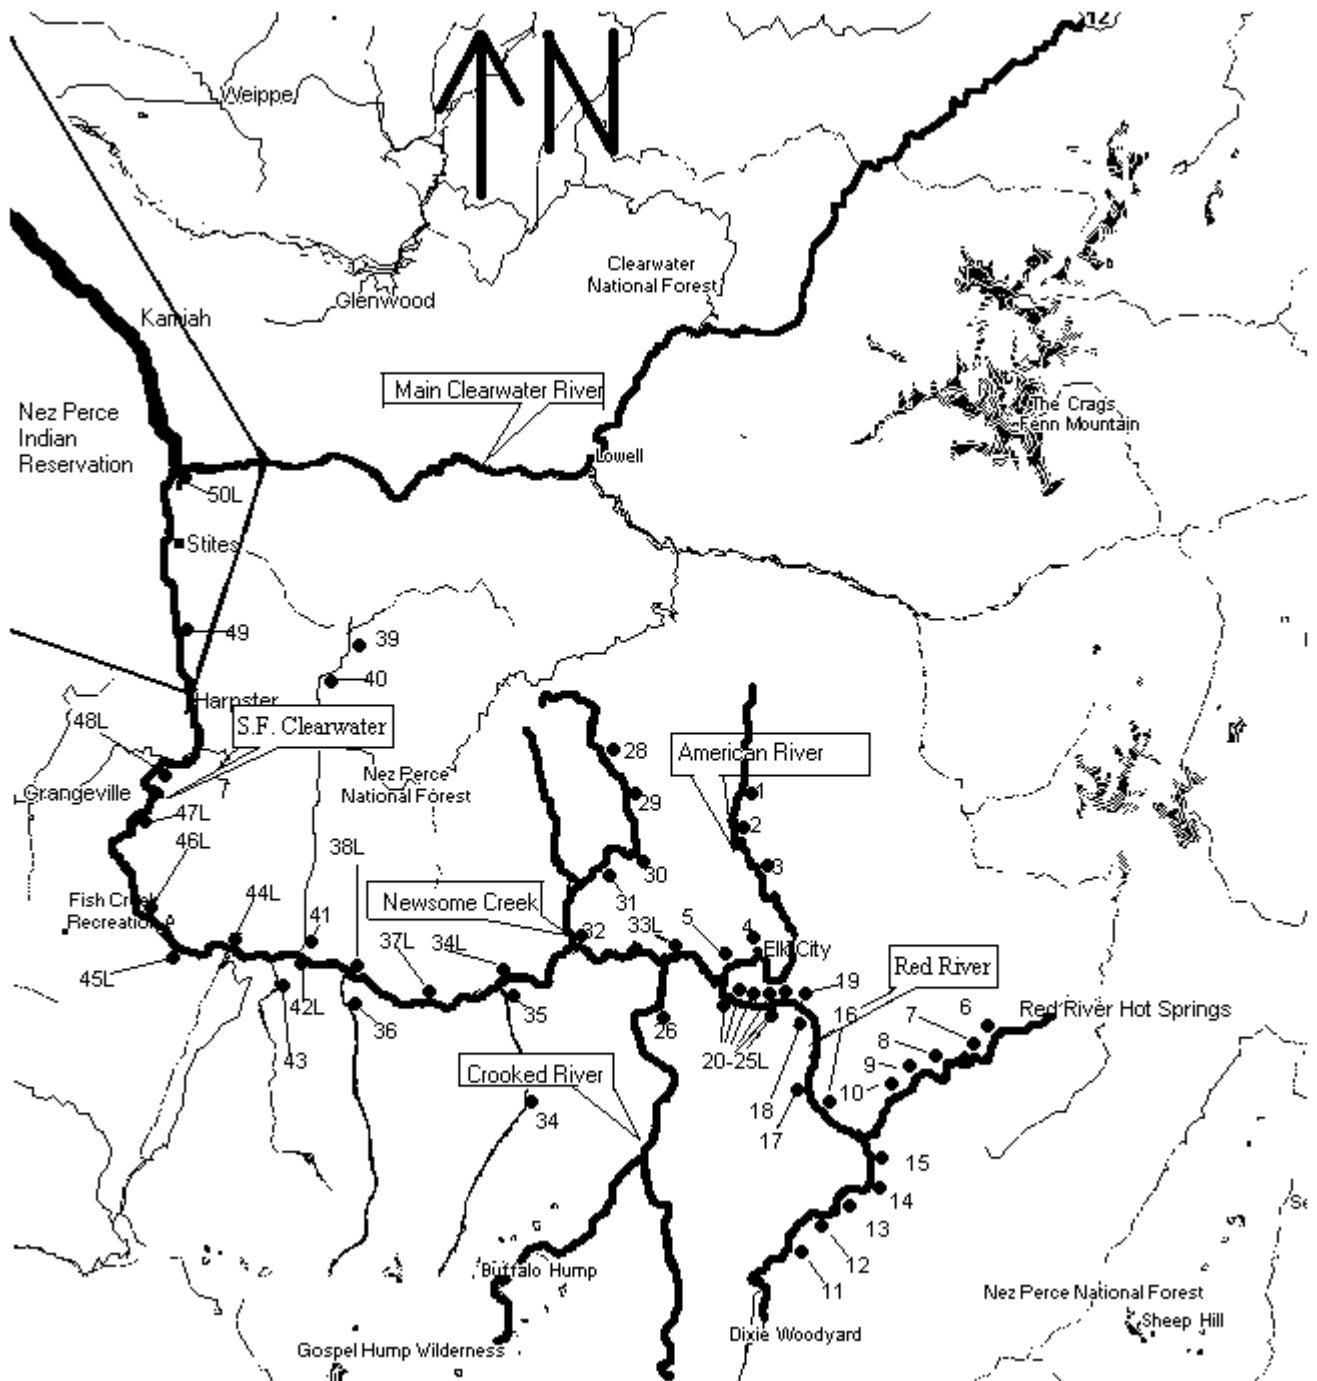 12
N
Weippe
Clearwater
National Forest
Glenwood
Kamiah
Main Clearwater River
Nez Perce
Indian
Reservation
The Crags
Fenn Mountain
Lowell
50L
Stites
49
39
40
Harpster
48L
S.F. Clearwater
28
American River
Nez Perce
National Forest
Grangeville
29
1
47L
2
46L
38L
30
3
31
Fish Creek
Recreation A
44L
Newsome Creek
41
37L
34L
32
33L
5
4
Elk City
45L
Red River
42L
35
19
16
43
36
26
20-25L
Red River Hot Springs
6
7
8
9
10
Crooked River
18
34
17
15
14
13
12
11
Buffalo Hump
Nez Perce National Forest
Sheep Hill
Dixie Woodyard
Gospel Hump Wilderness